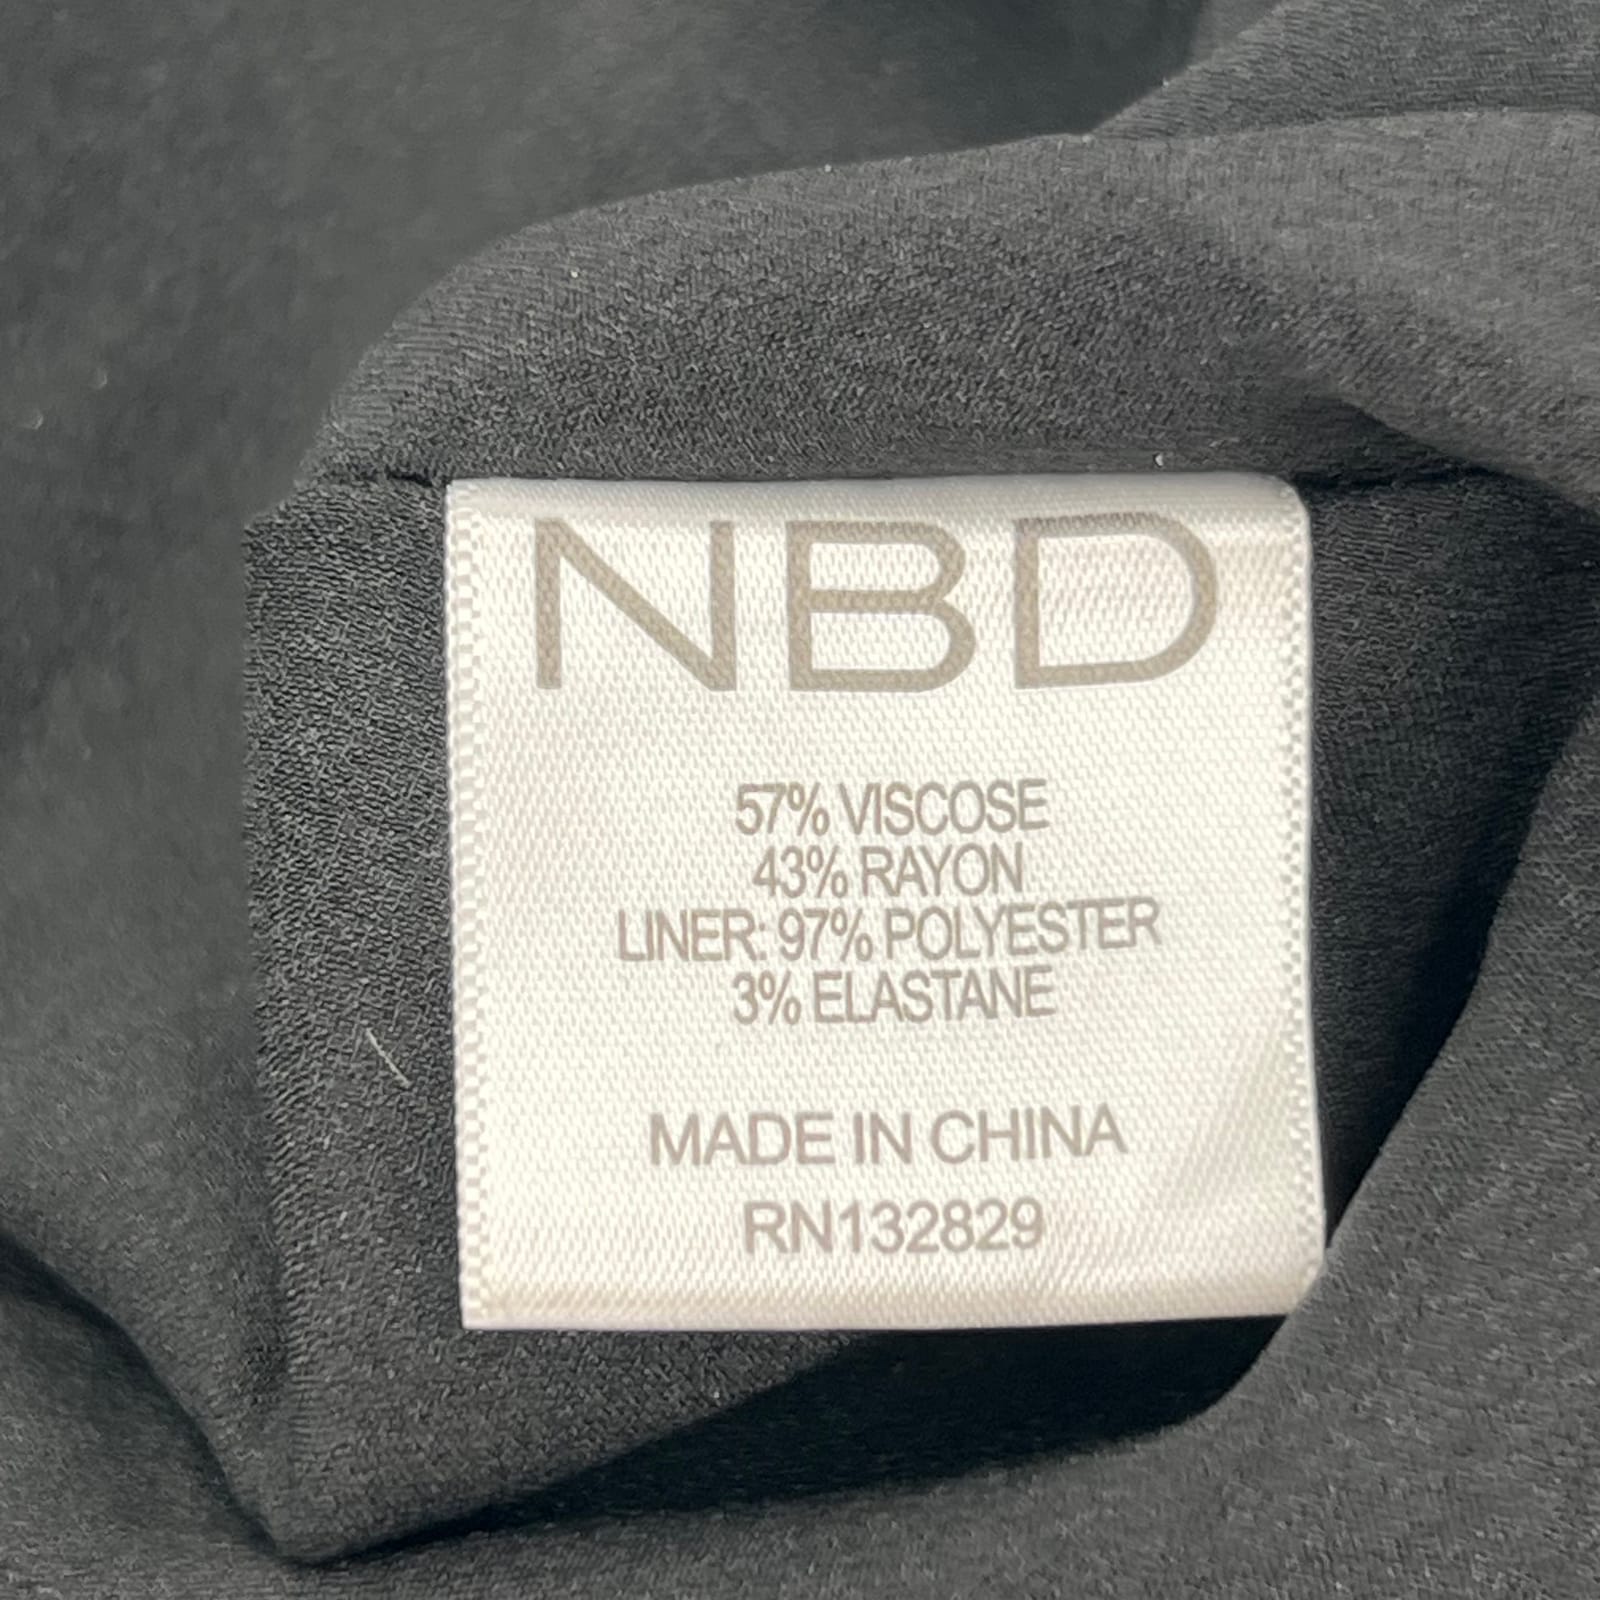 NBD
57% VISCOSE
43% RAYON
LINER: 97% POLYESTER
3% ELASTANE
MADE IN CHINA
RN132829